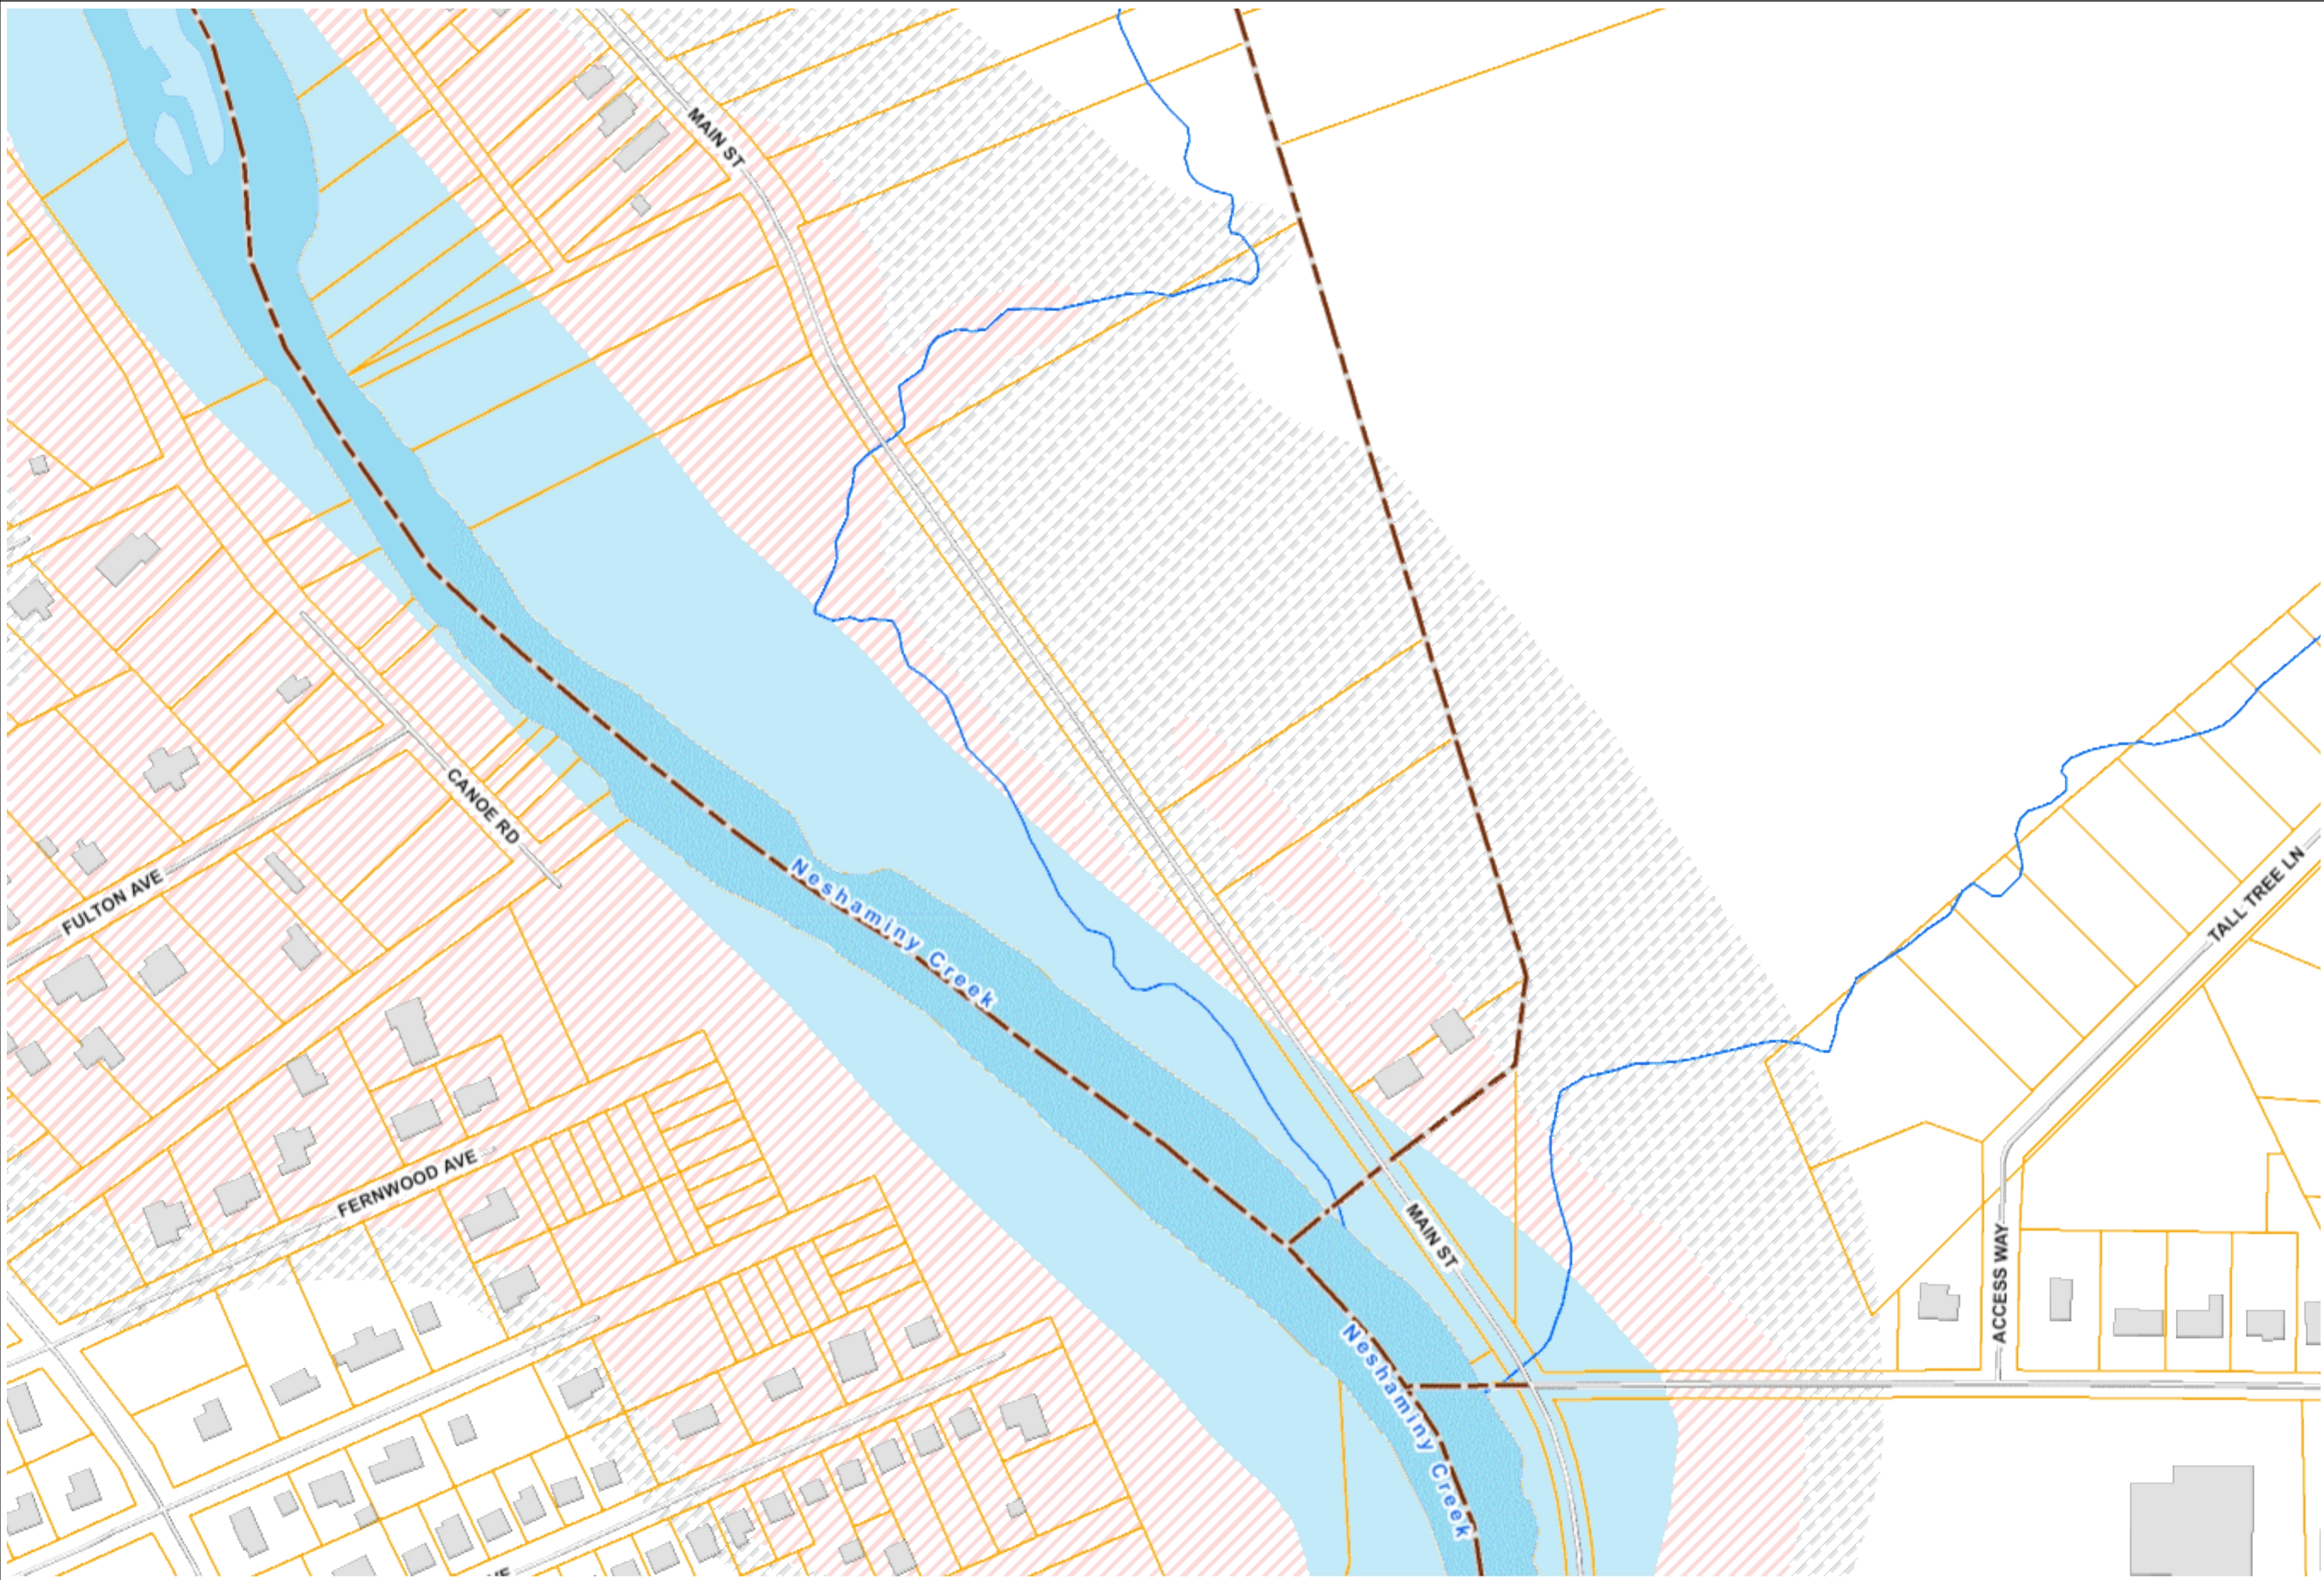 MAIN ST
CANOE RD
FULTON AVE
Neshaminy Creek
TALL TREE LN
FERNWOOD AVE
MAIN ST
ACCESS WAY
Neshaminy Creek